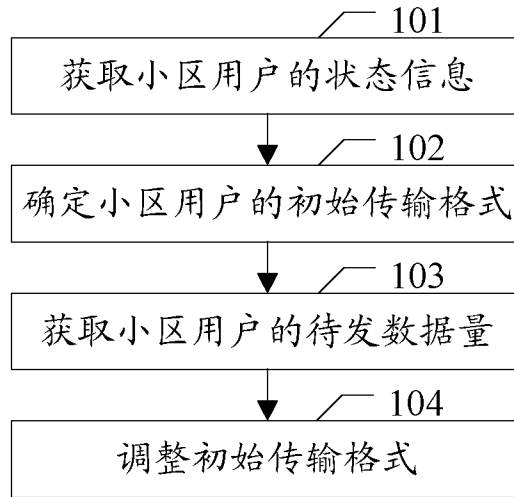 101
获取小区用户的状态信息
102
确定小区用户的初始传输格式
103
获取小区用户的待发数据量
104
调整初始传输格式